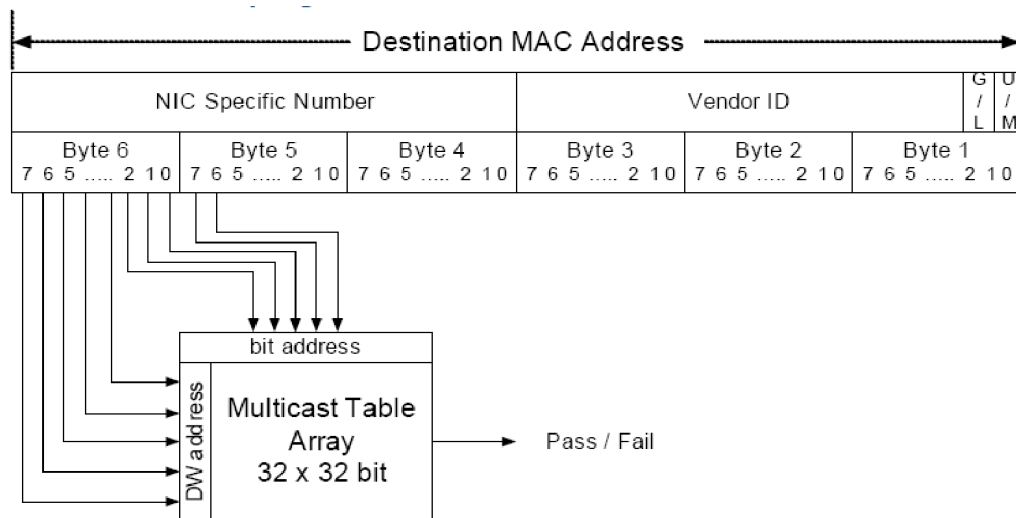 Destination MAC Address
NIC Specific Number Vendor ID G / L U / M
Byte 6 Byte 5 Byte 4 Byte 3 Byte 2 Byte 1
7 6 5 ..... 2 1 0 7 6 5 ..... 2 1 0 7 6 5 ..... 2 1 0 7 6 5 ..... 2 1 0 7 6 5 ..... 2 1 0 7 6 5 ..... 2 1 0
bit address
DW address
Multicast Table
Array
32 x 32 bit
Pass / Fail